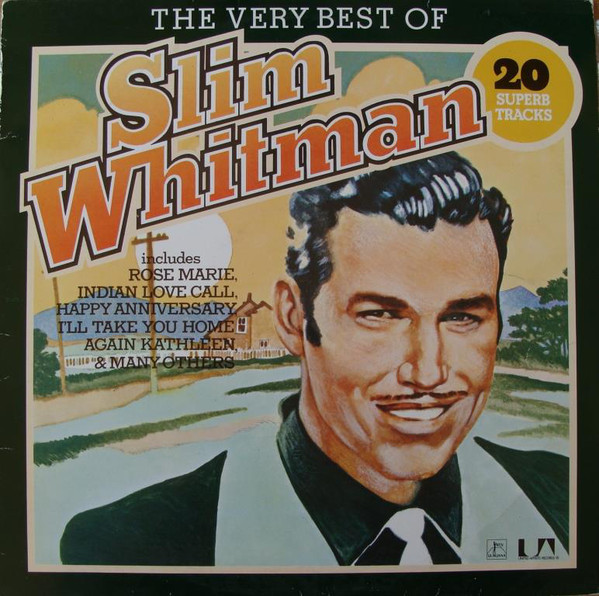 THE VERY BEST OF
Slim
Whitman
20
SUPERB
TRACKS
includes
ROSE MARIE,
INDIAN LOVE CALL,
HAPPY ANNIVERSARY,
I'LL TAKE YOU HOME
AGAIN KATHLEEN,
& MANY OTHERS
UA